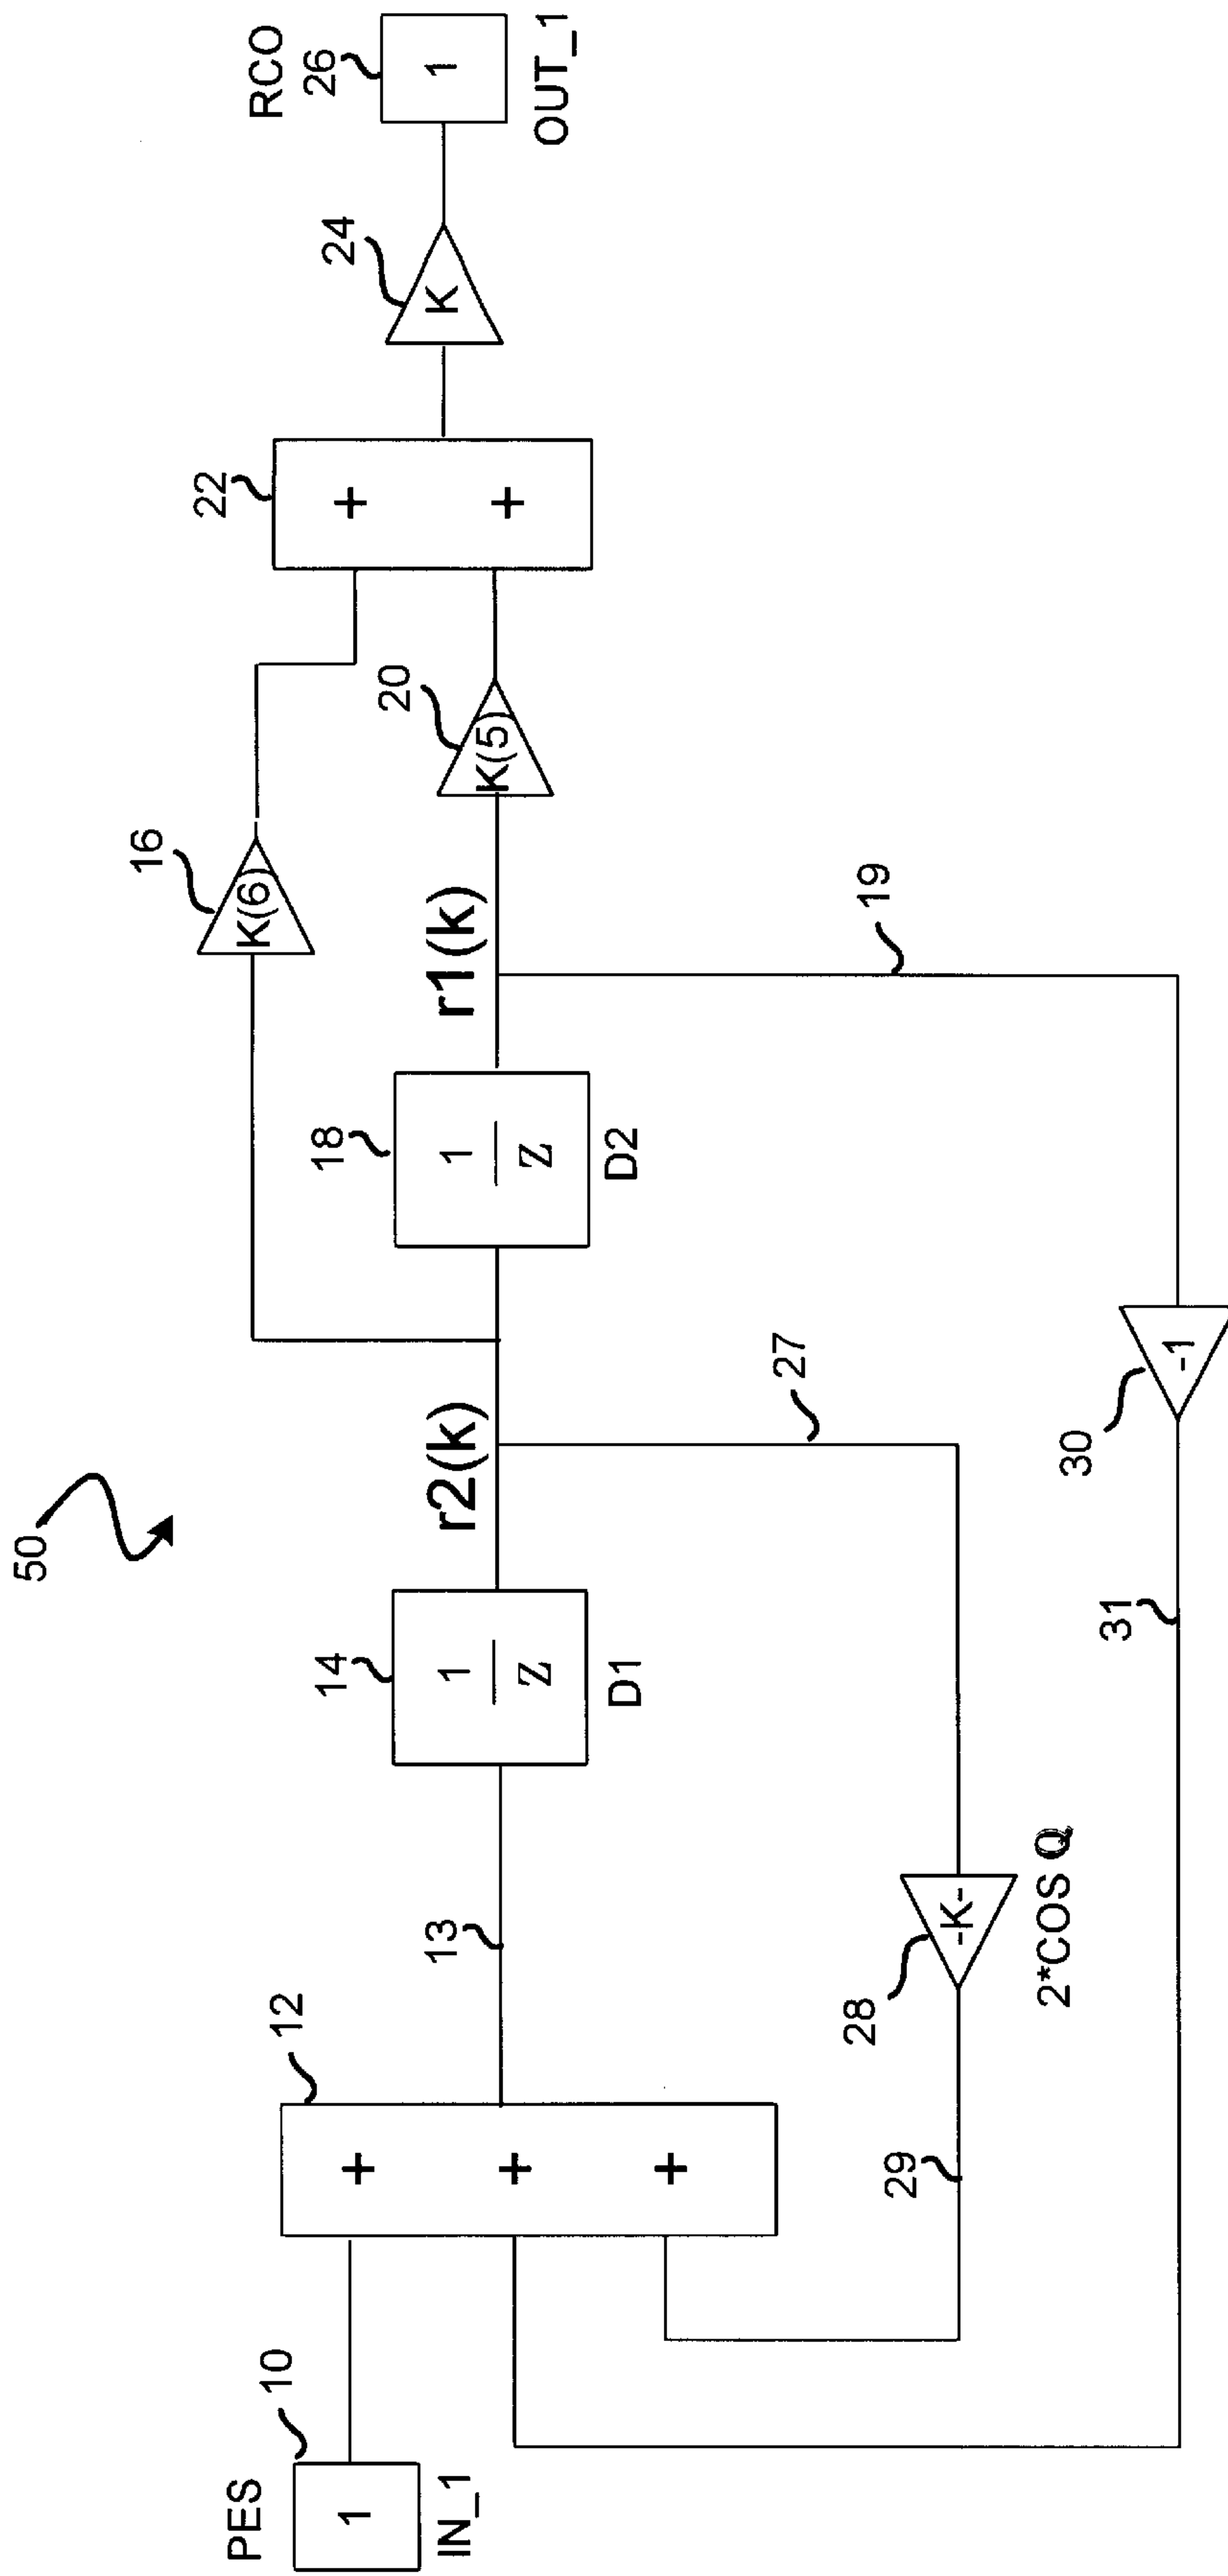 50
PES
10
1
IN_1
12
+
+
+
13
14
1
Z
D1
r2(k)
27
28
-K-
2*COS Q
29
16
K(6)
18
1
Z
D2
r1(k)
19
20
K(5)
30
-1
31
22
+
+
24
K
RCO
26
1
OUT_1